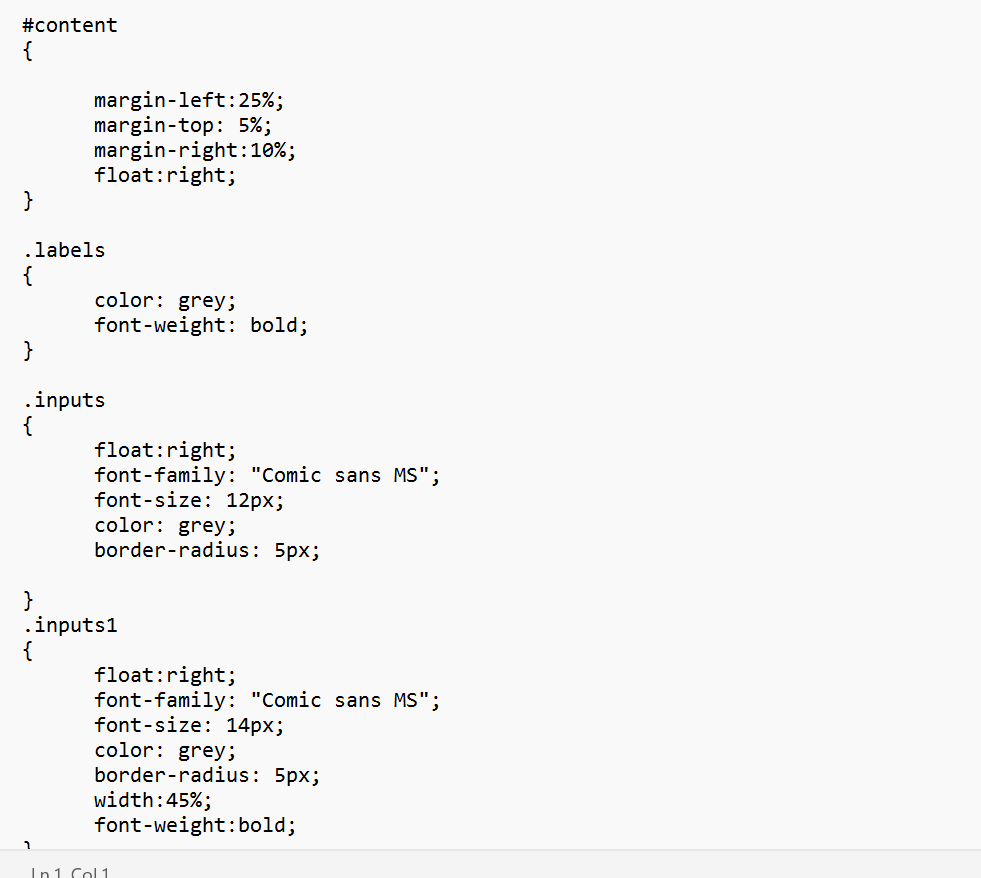 #content
{
margin-left:25%;
margin-top: 5%;
margin-right:10%;
float:right;
}
.labels
{
color: grey;
font-weight: bold;
}
.inputs
{
float:right;
font-family: "Comic sans MS";
font-size: 12px;
color: grey;
border-radius: 5px;
}
.inputs1
{
float:right;
font-family: "Comic sans MS";
font-size: 14px;
color: grey;
border-radius: 5px;
width:45%;
font-weight:bold;
}
Ln 1, Col 1